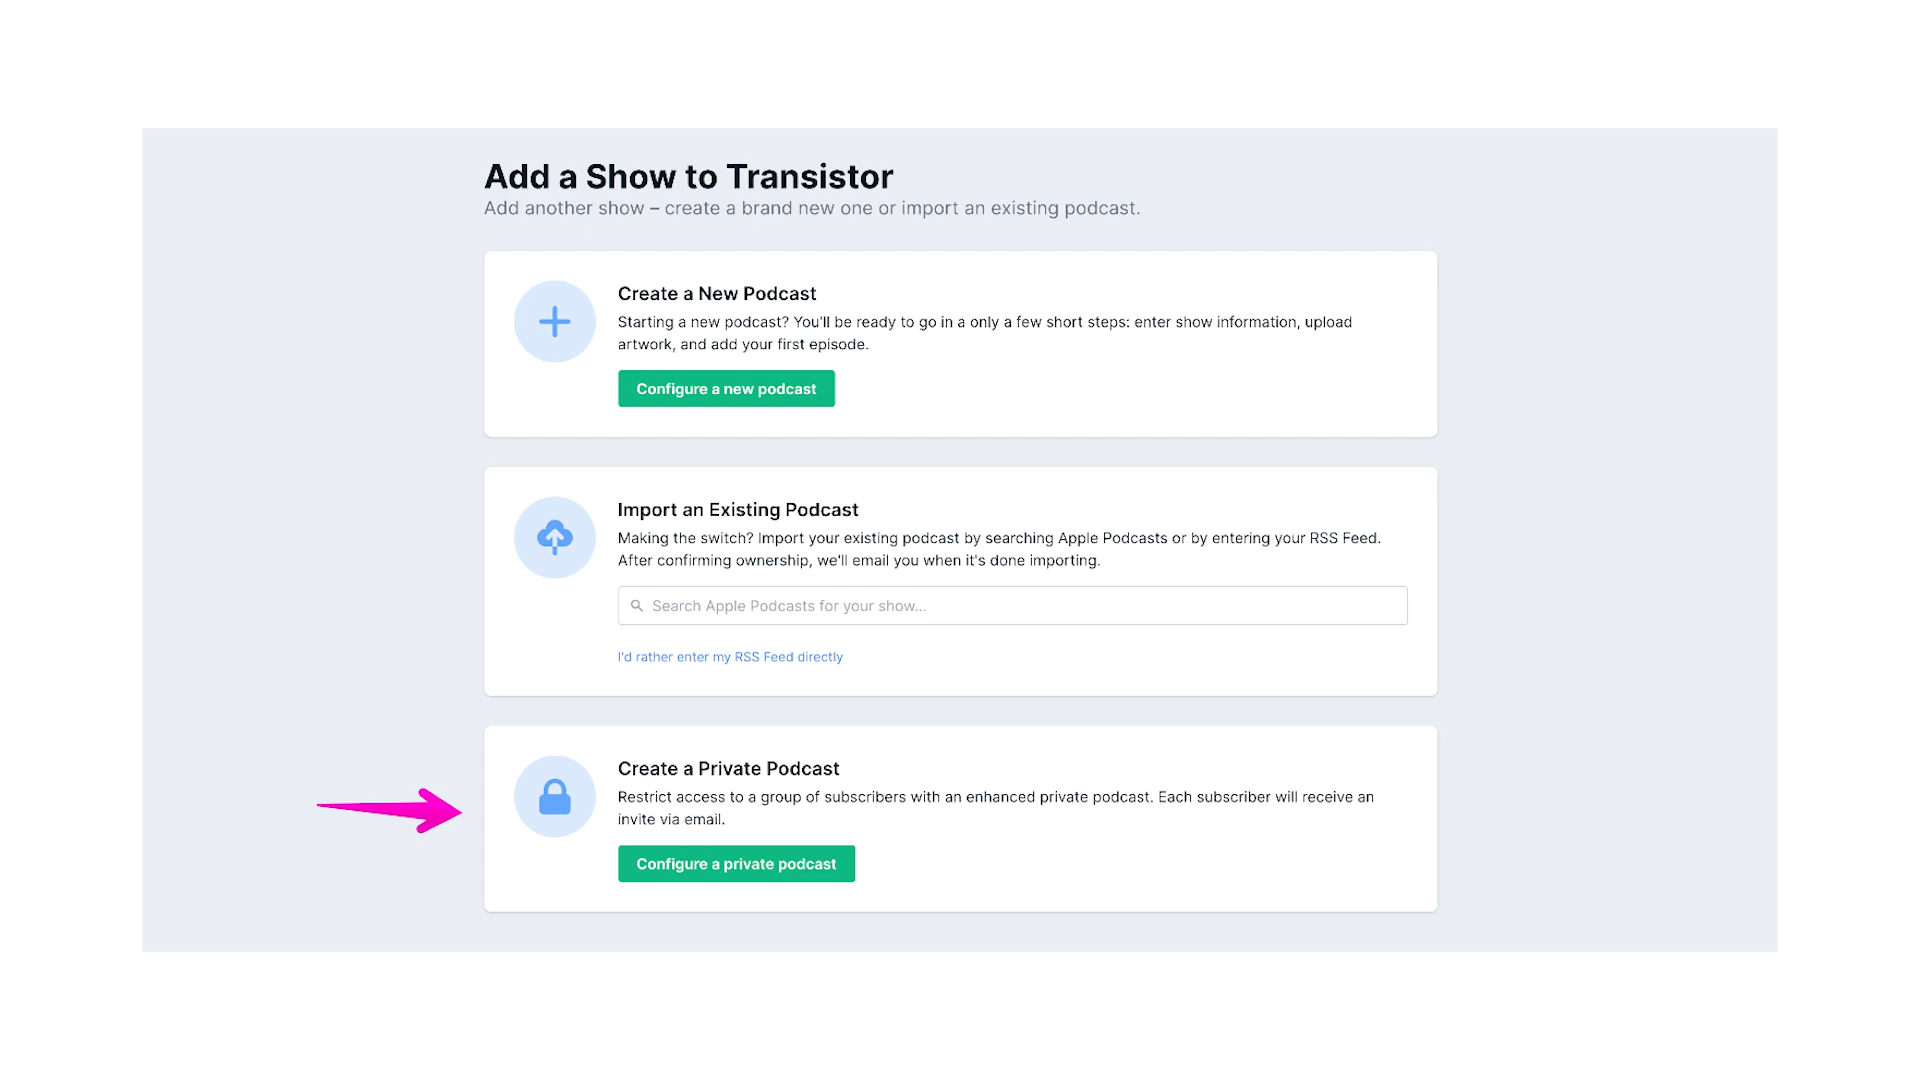 Add a Show to Transistor
Add another show – create a brand new one or import an existing podcast.
Create a New Podcast
Starting a new podcast? You'll be ready to go in a only a few short steps: enter show information, upload
artwork, and add your first episode.
Configure a new podcast
Import an Existing Podcast
Making the switch? Import your existing podcast by searching Apple Podcasts or by entering your RSS Feed.
After confirming ownership, we'll email you when it's done importing.
Search Apple Podcasts for your show...
I'd rather enter my RSS Feed directly
Create a Private Podcast
Restrict access to a group of subscribers with an enhanced private podcast. Each subscriber will receive an
invite via email.
Configure a private podcast